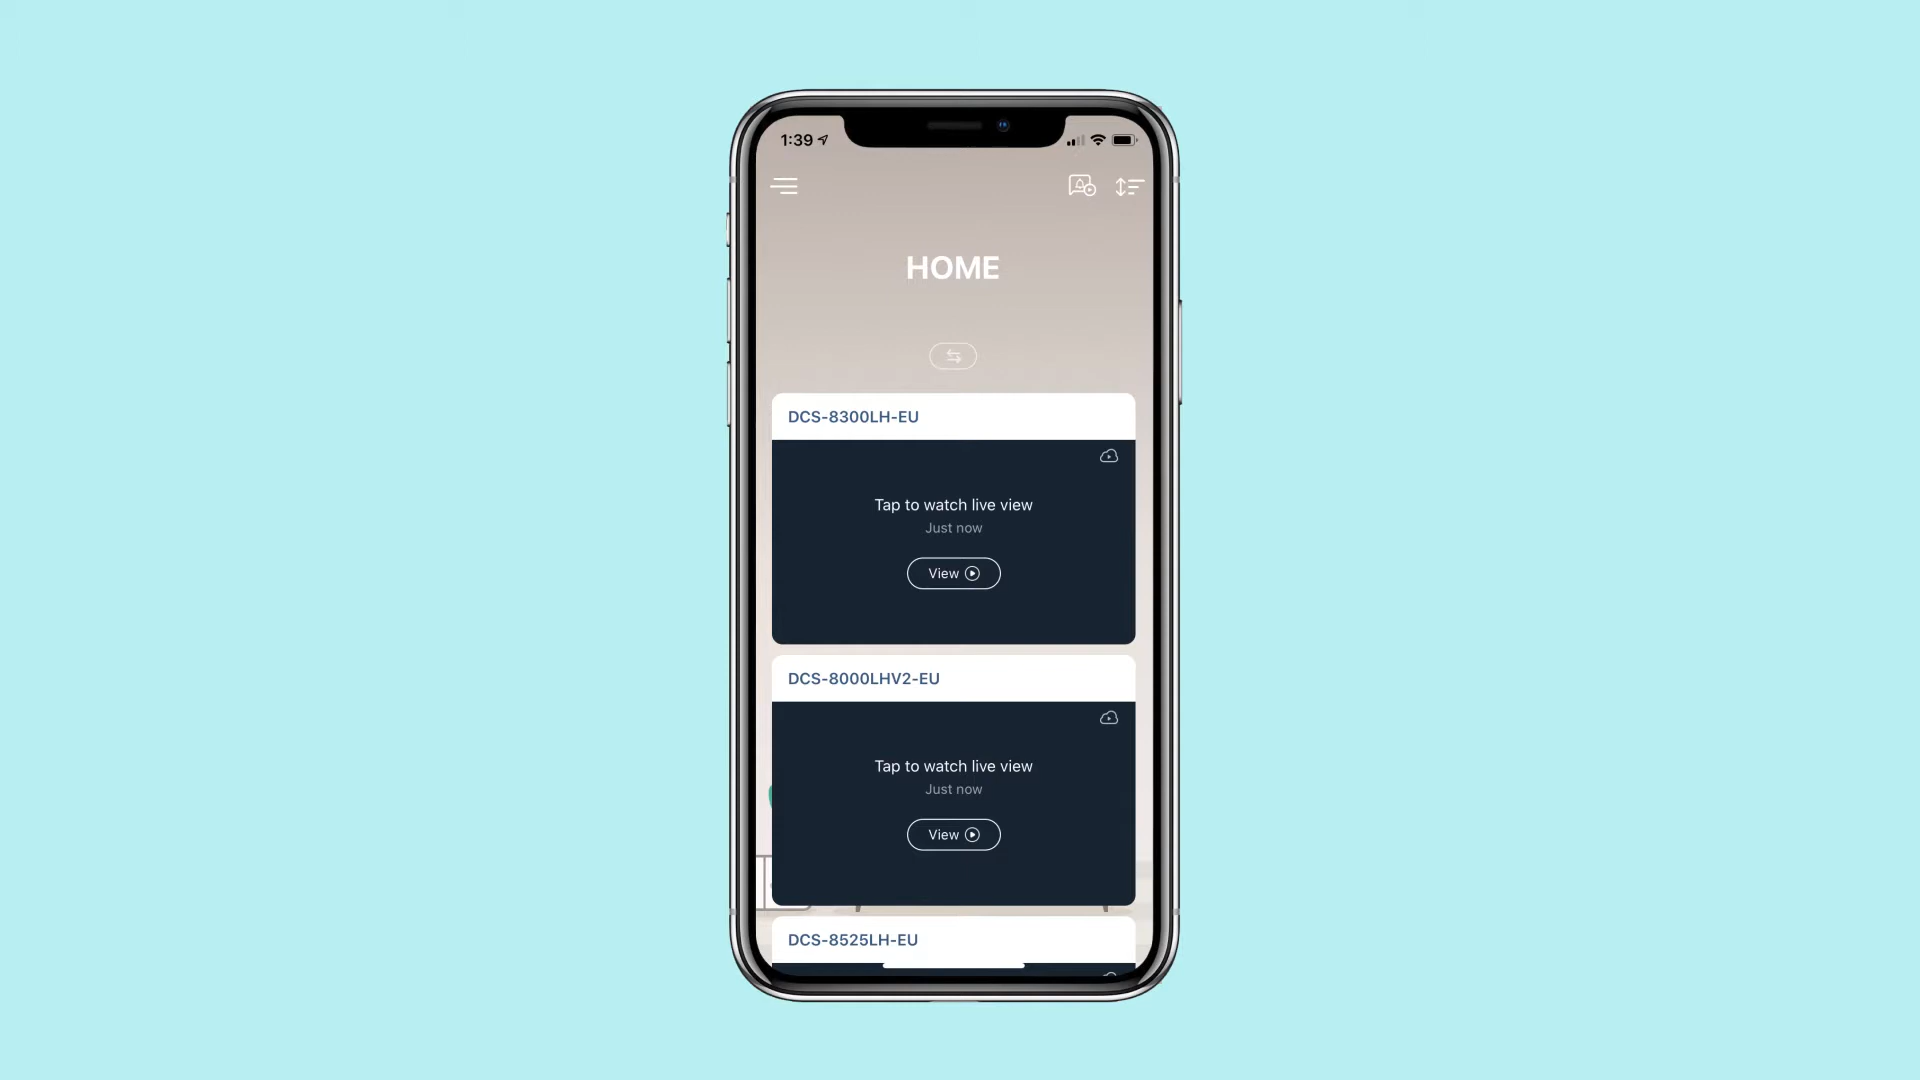 1:39
HOME
DCS-8300LH-EU
Tap to watch live view
Just now
View
DCS-8000LHV2-EU
Tap to watch live view
Just now
View
DCS-8525LH-EU